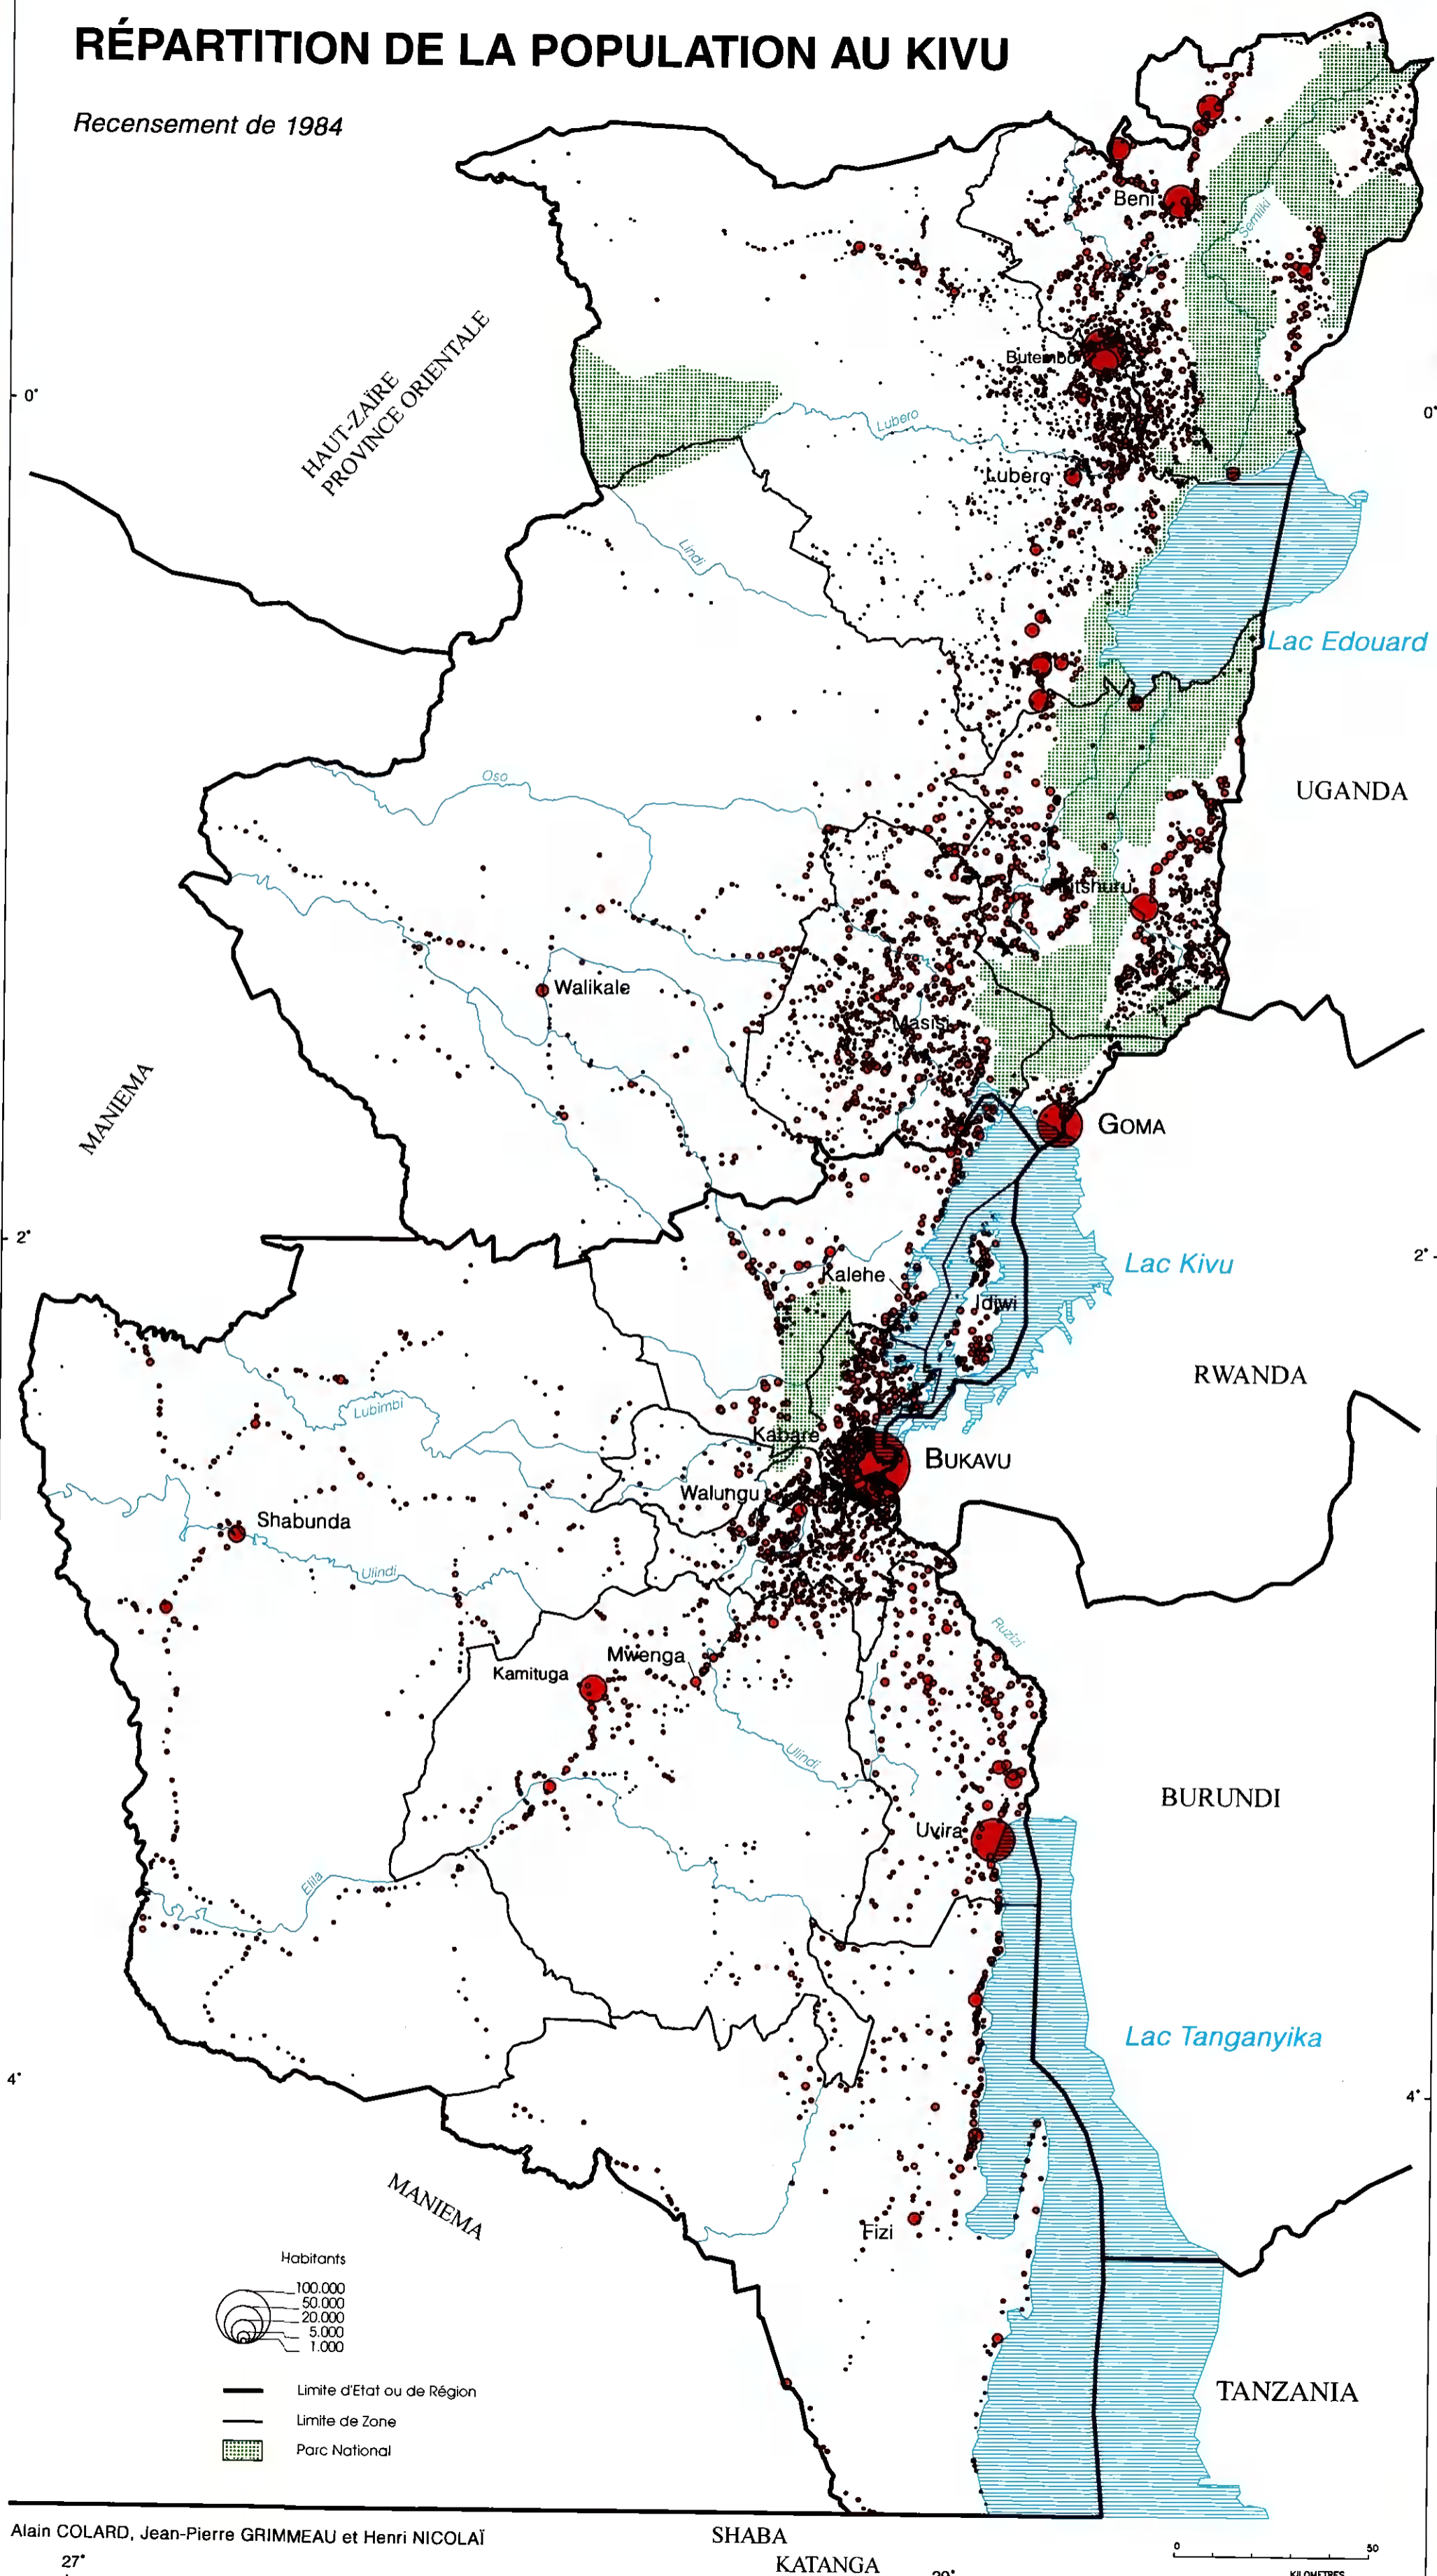 RÉPARTITION DE LA POPULATION AU KIVU
Recensement de 1984
Beni
Semliki
HAUT-ZAÏRE
PROVINCE ORIENTALE
Butembo
0°
0°
Lubero
Lubero
Lindi
Lac Edouard
Oso
UGANDA
Walikale
Masisi
MANIEMA
GOMA
2°
2°
Lac Kivu
Kalehe
Idjwi
RWANDA
Lubimbi
Kabare
BUKAVU
Walungu
Shabunda
Ulindi
Ruzizi
Mwenga
Kamituga
Ulindi
BURUNDI
Uvira
Elila
Lac Tanganyika
4°
4°
MANIEMA
Fizi
Habitants
100.000
50.000
20.000
5.000
1.000
Limite d'Etat ou de Région
Limite de Zone
Parc National
TANZANIA
Alain COLARD, Jean-Pierre GRIMMEAU et Henri NICOLAÏ
SHABA
KATANGA
27°
0
50
KILOMETRES